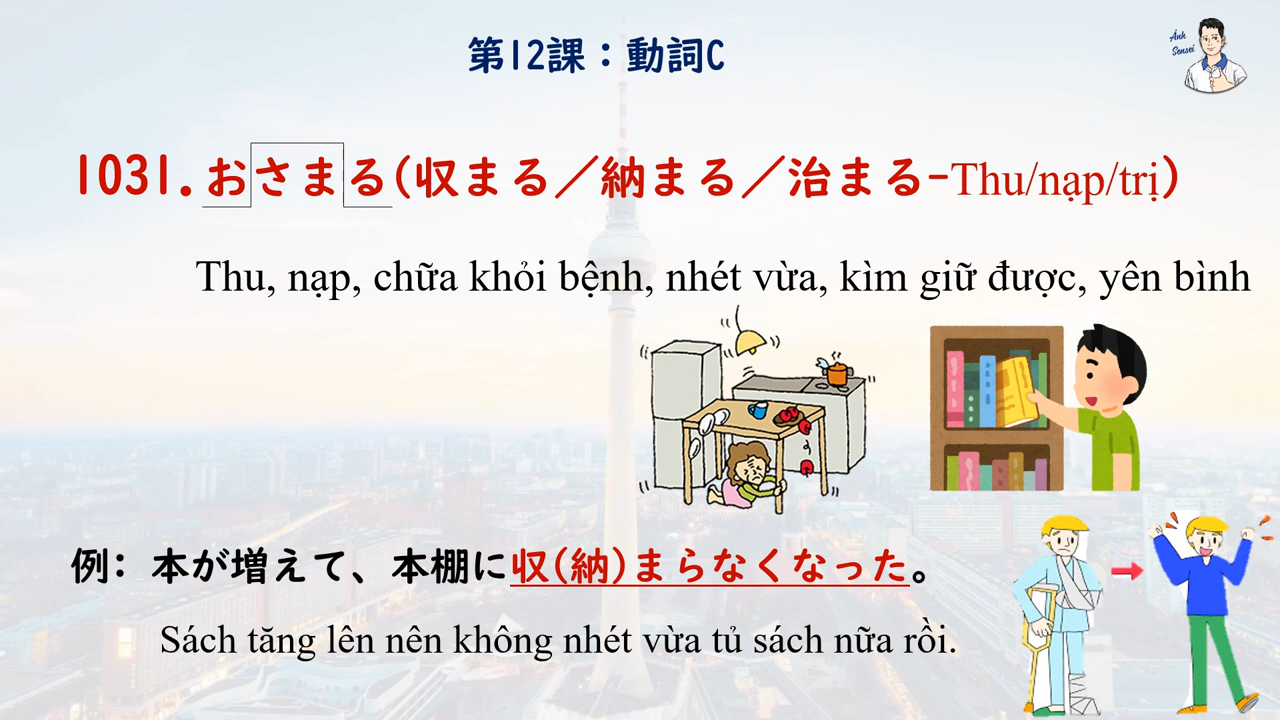 第12課：動詞C
Anh
Sensei
1031.おさまる(収まる／納まる／治まる-Thu/nạp/trị)
Thu, nạp, chữa khỏi bệnh, nhét vừa, kìm giữ được, yên bình
例: 本が増えて、本棚に収(納)まらなくなった。
Sách tăng lên nên không nhét vừa tủ sách nữa rồi.